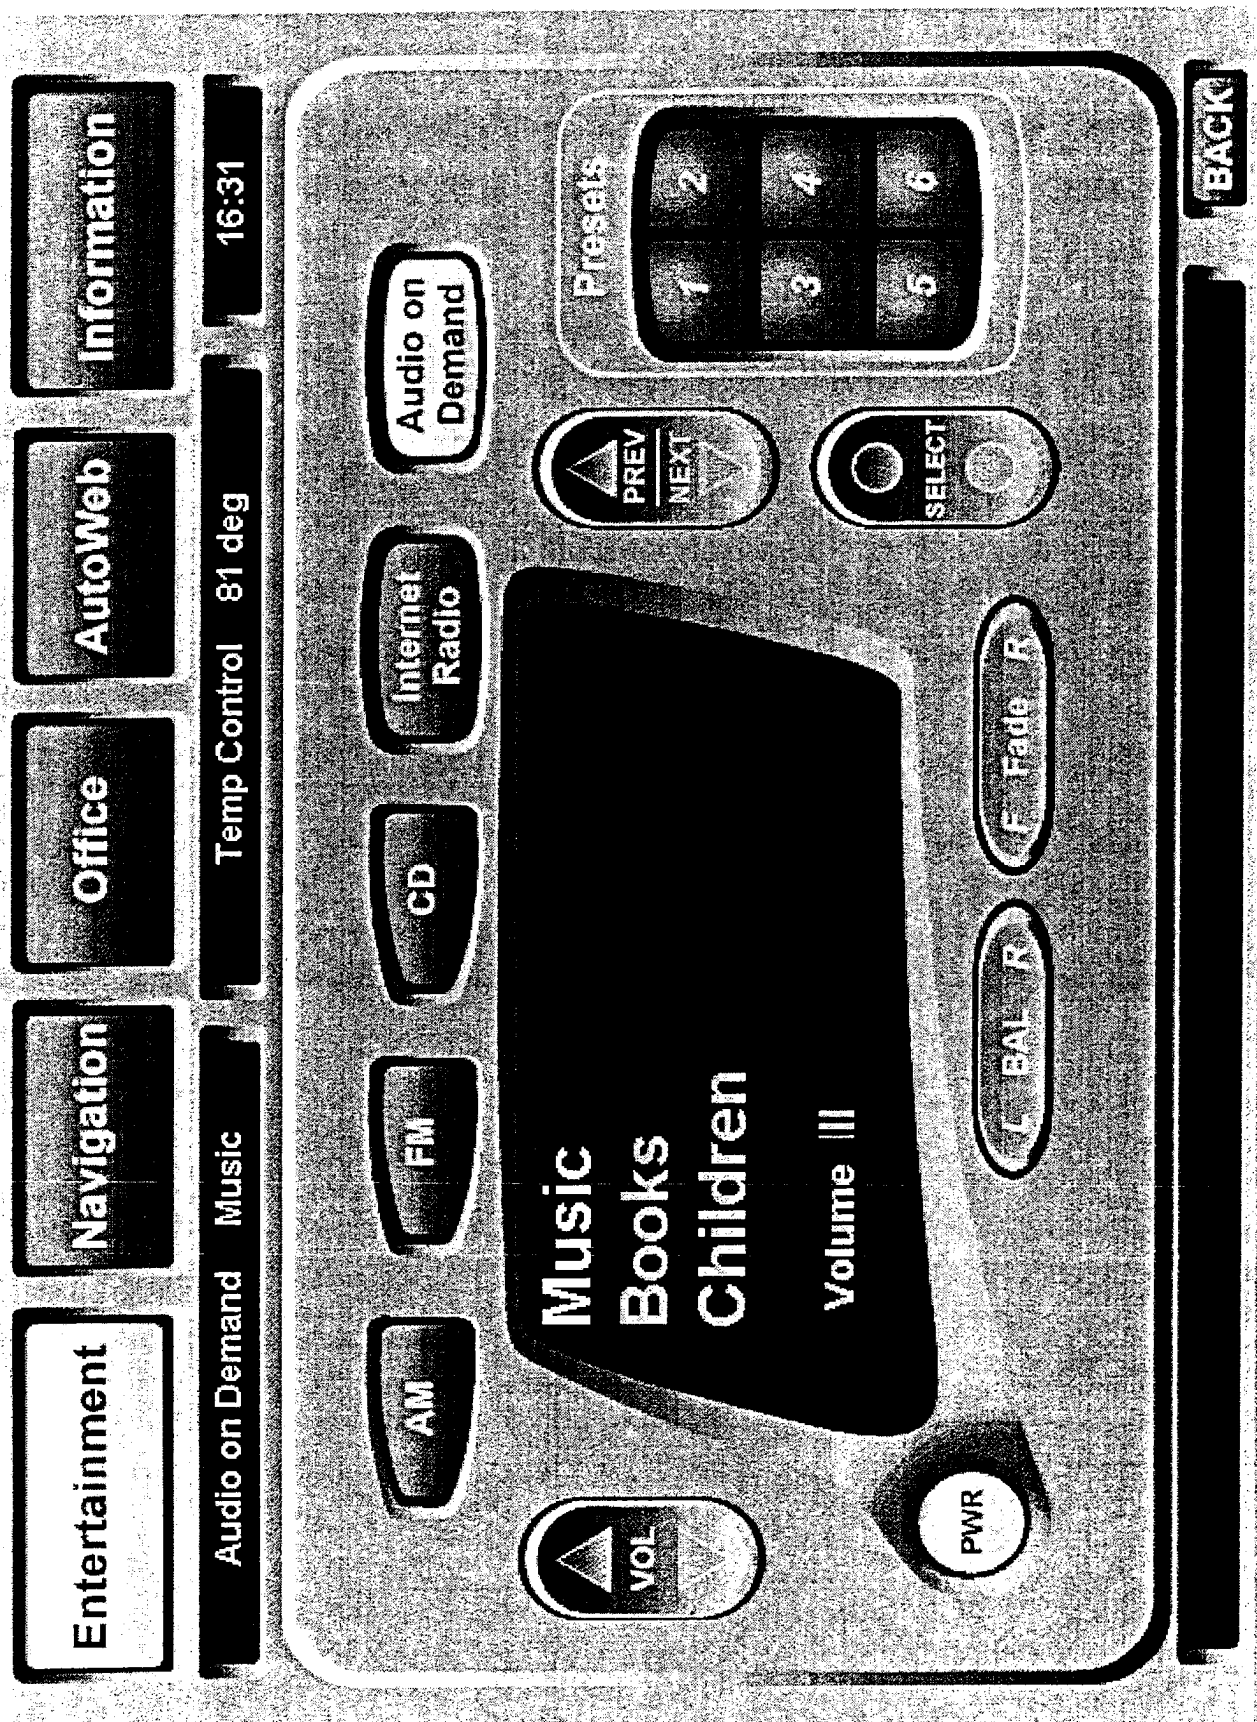 Entertainment
Navigation
Office
AutoWeb
Information
Audio on Demand Music
Temp Control 81 deg
16:31
AM
FM
CD
Internet
Radio
Audio on
Demand
VOL
Music
Books
Children
Volume |||
PREV
NEXT
SELECT
Presets
1 2
3 4
5 6
PWR
L BAL R
F Fade R
BACK